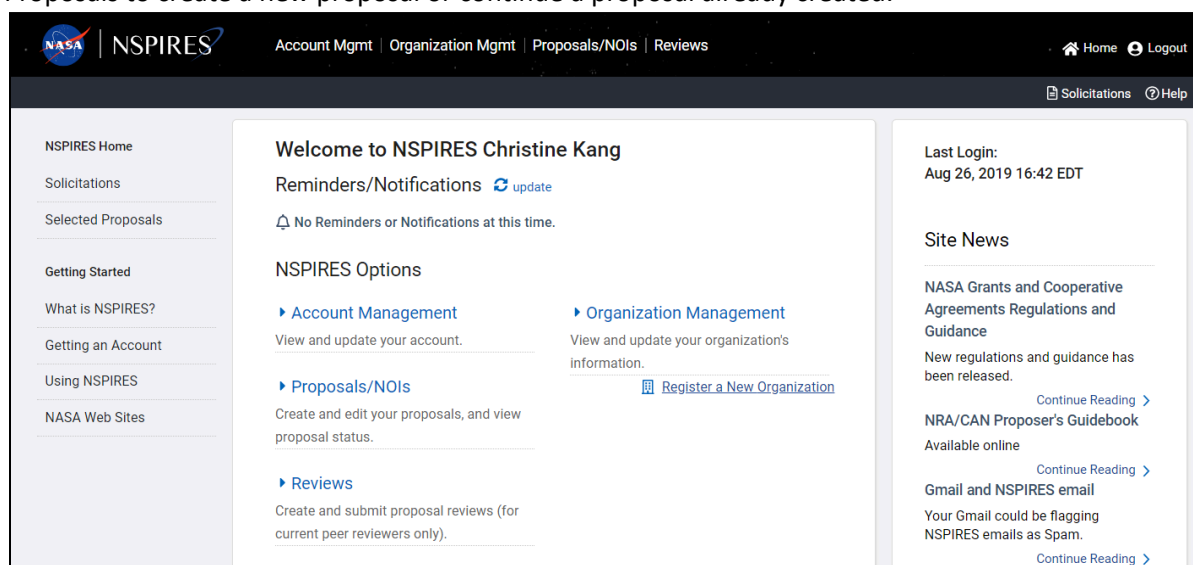 Proposals to create a new proposal or continue a proposal already created.
NASA | NSPIRES
Account Mgmt | Organization Mgmt | Proposals/NOIs | Reviews
Home Logout
Solicitations Help
NSPIRES Home
Solicitations
Selected Proposals
Getting Started
What is NSPIRES?
Getting an Account
Using NSPIRES
NASA Web Sites
Welcome to NSPIRES Christine Kang
Reminders/Notifications update
No Reminders or Notifications at this time.
NSPIRES Options
Account Management
View and update your account.
Proposals/NOIs
Create and edit your proposals, and view
proposal status.
Reviews
Create and submit proposal reviews (for
current peer reviewers only).
Organization Management
View and update your organization's
information.
Register a New Organization
Last Login:
Aug 26, 2019 16:42 EDT
Site News
NASA Grants and Cooperative
Agreements Regulations and
Guidance
New regulations and guidance has
been released.
Continue Reading
NRA/CAN Proposer's Guidebook
Available online
Continue Reading
Gmail and NSPIRES email
Your Gmail could be flagging
NSPIRES emails as Spam.
Continue Reading